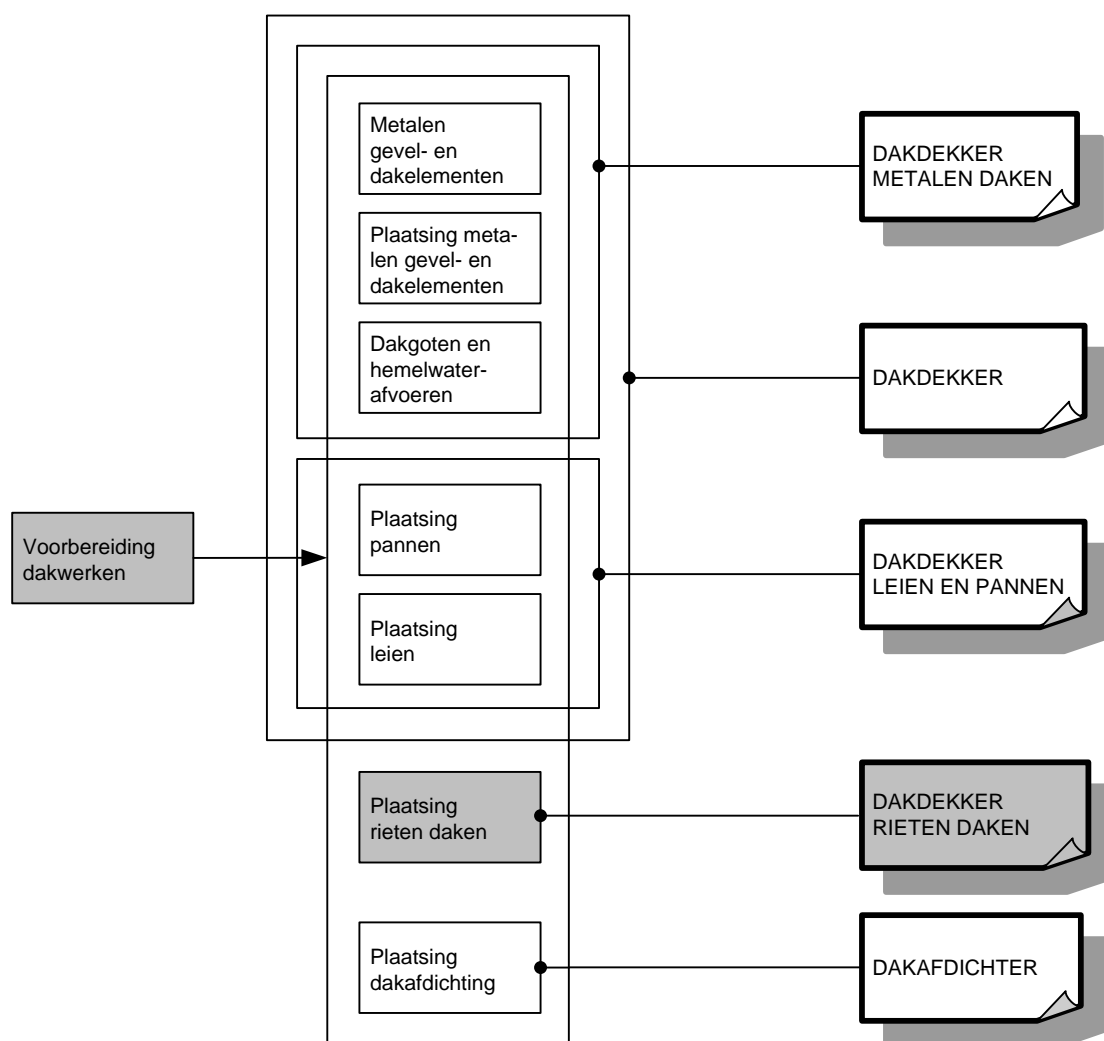 Metalen
gevel- en
dakelementen
DAKDEKKER
METALEN DAKEN
Plaatsing meta-
len gevel- en
dakelementen
Dakgoten en
hemelwater-
afvoeren
DAKDEKKER
Voorbereiding
dakwerken
Plaatsing
pannen
DAKDEKKER
LEIEN EN PANNEN
Plaatsing
leien
Plaatsing
rieten daken
DAKDEKKER
RIETEN DAKEN
Plaatsing
dakafdichting
DAKAFDICHTER